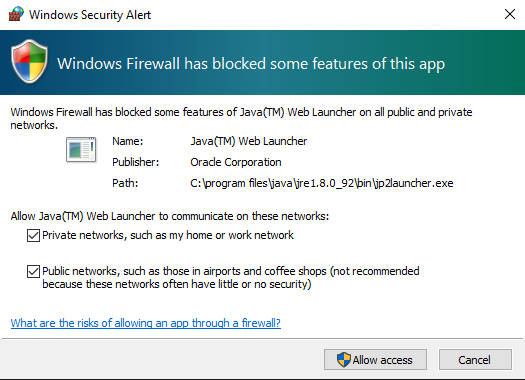 Windows Security Alert
Windows Firewall has blocked some features of this app
Windows Firewall has blocked some features of Java(TM) Web Launcher on all public and private
networks.
Name: Java(TM) Web Launcher
Publisher: Oracle Corporation
Path: C:\program files\java\jre1.8.0_92\bin\jp2launcher.exe
Allow Java(TM) Web Launcher to communicate on these networks:
Private networks, such as my home or work network
Public networks, such as those in airports and coffee shops (not recommended
because these networks often have little or no security)
What are the risks of allowing an app through a firewall?
Allow access Cancel